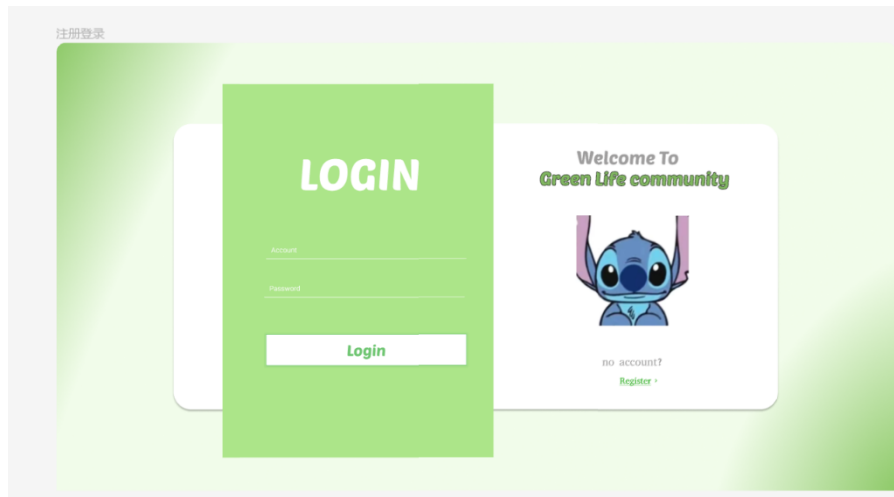 注册登录
LOGIN
Account
Password
Login
Welcome To
Green Life community
no account?
Register